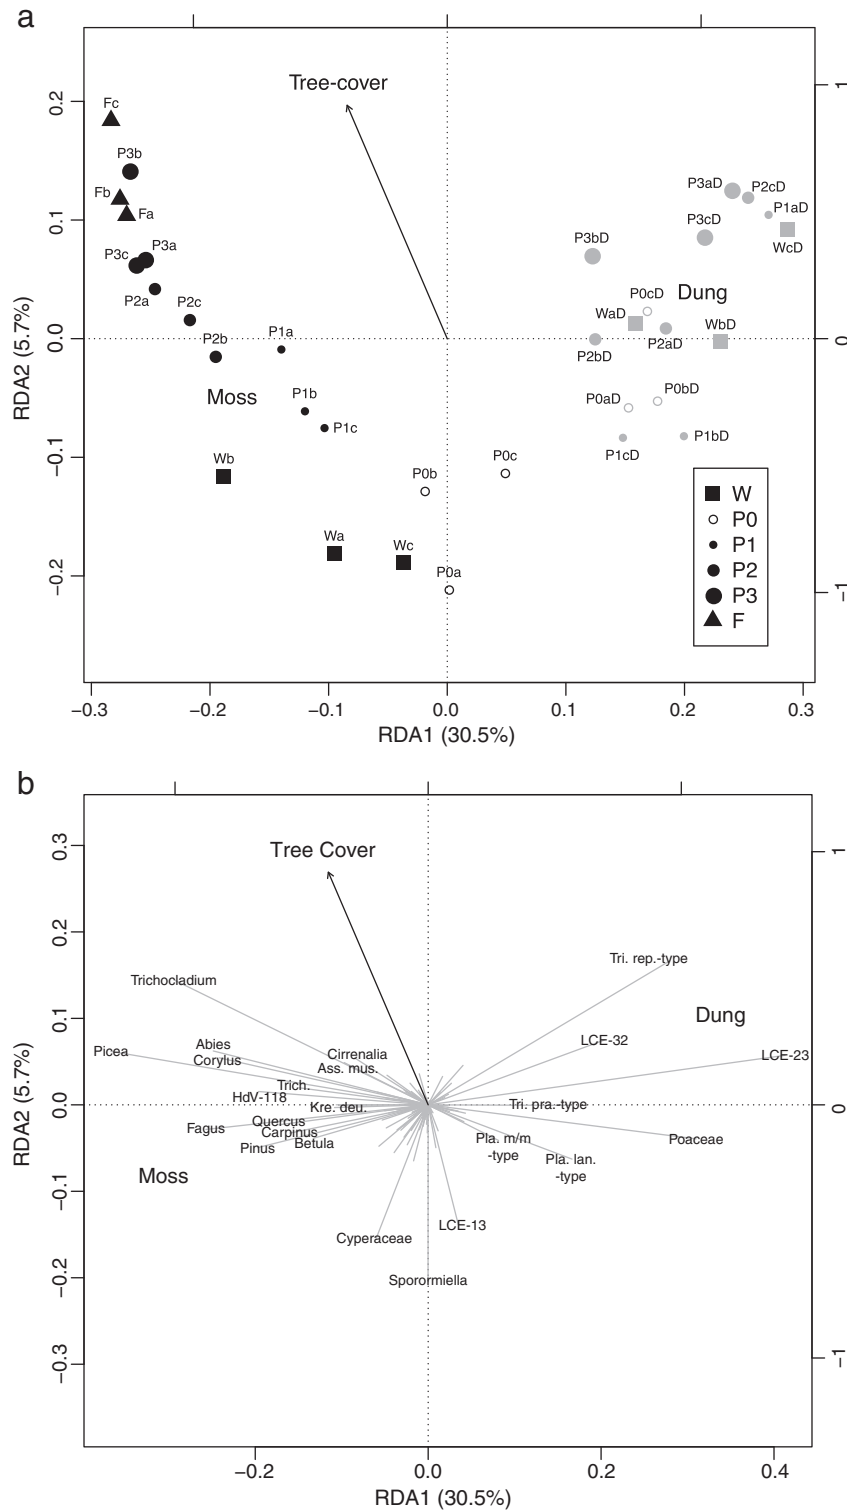 a
Tree-cover
Fc
P3b
Fb
Fa
P3c
P3a
P2a
P2c
P2b
P1a
Moss
P1b
P1c
Wb
Wa
Wc
P0b
P0c
P0a
P3aD
P2cD
P1aD
P3cD
WcD
P3bD
P0cD
Dung
WaD
WbD
P2aD
P2bD
P0aD
P0bD
P1cD
P1bD
W
P0
P1
P2
P3
F
0.2
0.1
0.0
−0.1
−0.2
RDA2 (5.7%)
1
0
−1
−0.3
−0.2
−0.1
0.0
0.1
0.2
0.3
RDA1 (30.5%)
b
Tree Cover
Trichocladium
Tri. rep.-type
Dung
Picea
Abies
Corylus
Cirrenalia
Ass. mus.
LCE-32
LCE-23
Trich.
HdV-118
Kre. deu.
Tri. pra.-type
Quercus
Fagus
Carpinus
Pinus
Betula
Pla. m/m
-type
Poaceae
Pla. lan.
-type
Moss
LCE-13
Cyperaceae
Sporormiella
0.3
0.2
0.1
0.0
−0.1
−0.2
−0.3
RDA2 (5.7%)
1
0
−1
−0.2
0.0
0.2
0.4
RDA1 (30.5%)